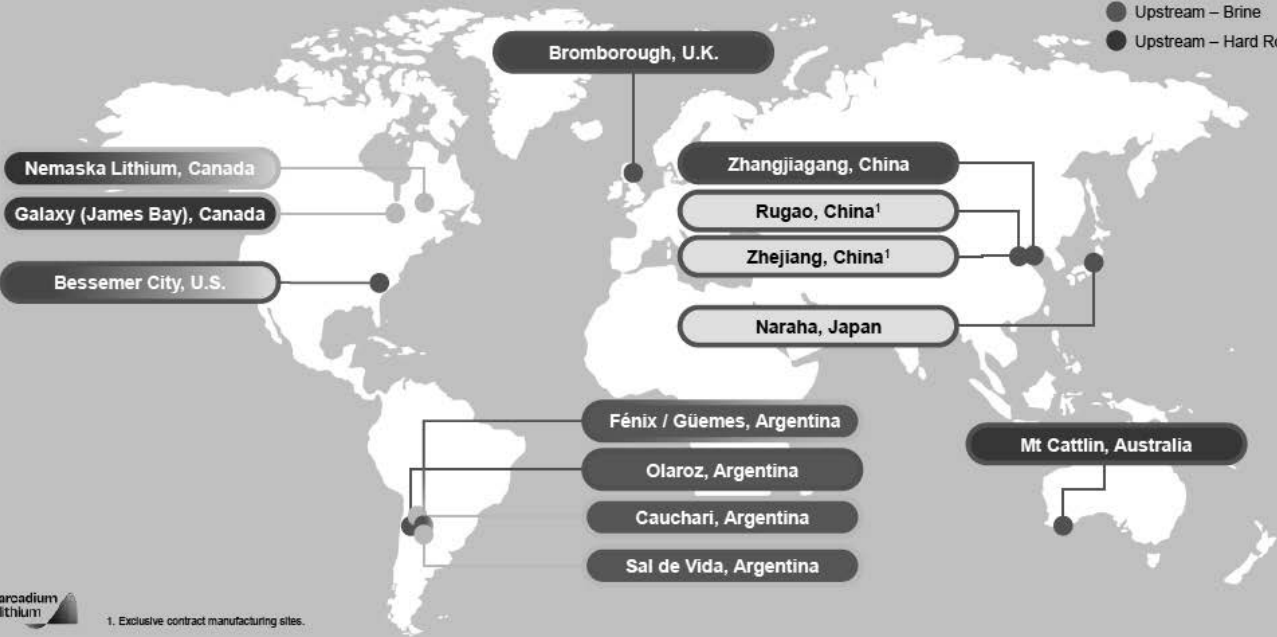 Upstream – Brine
Upstream – Hard
Bromborough, U.K.
Nemaska Lithium, Canada
Galaxy (James Bay), Canada
Bessemer City, U.S.
Zhangjiagang, China
Rugao, China¹
Zhejiang, China¹
Naraha, Japan
Fénix / Güemes, Argentina
Olaroz, Argentina
Cauchari, Argentina
Sal de Vida, Argentina
Mt Cattlin, Australia
arcadium
lithium
1. Exclusive contract manufacturing sites.